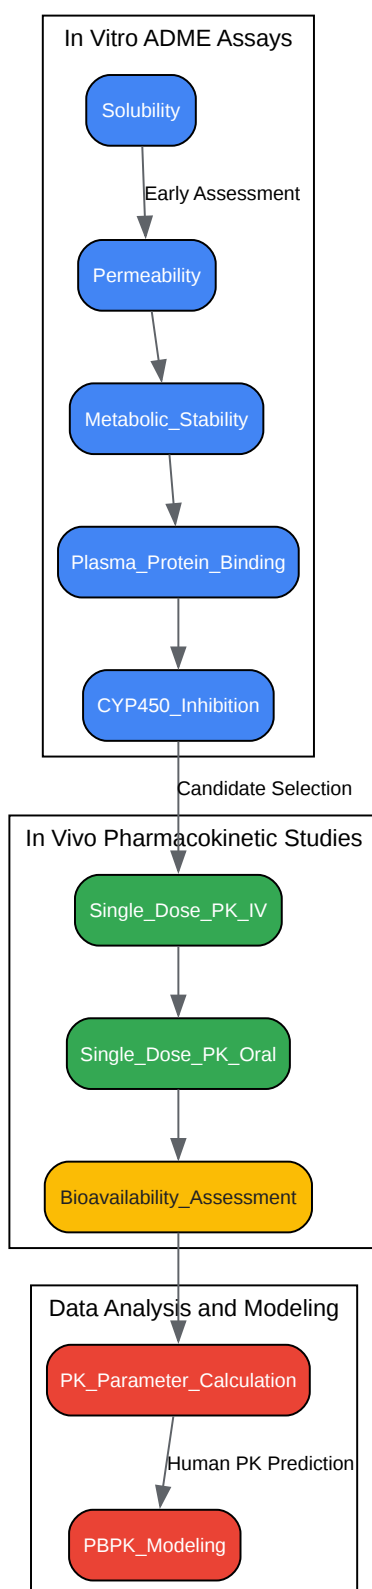 In Vitro ADME Assays
Solubility
Early Assessment
Permeability
Metabolic_Stability
Plasma_Protein_Binding
CYP450_Inhibition
Candidate Selection
In Vivo Pharmacokinetic Studies
Single_Dose_PK_IV
Single_Dose_PK_Oral
Bioavailability_Assessment
Data Analysis and Modeling
PK_Parameter_Calculation
Human PK Prediction
PBPK_Modeling